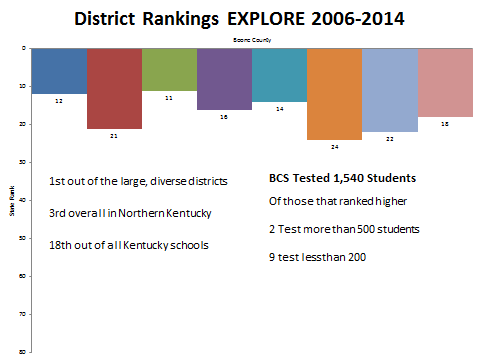 District Rankings EXPLORE 2006-2014
Boone County
0
10
20
30
40
50
60
70
80
State Rank
12
21
11
16
14
24
22
18
1st out of the large, diverse districts
3rd overall in Northern Kentucky
18th out of all Kentucky schools
BCS Tested 1,540 Students
Of those that ranked higher
2 Test more than 500 students
9 test lessthan 200